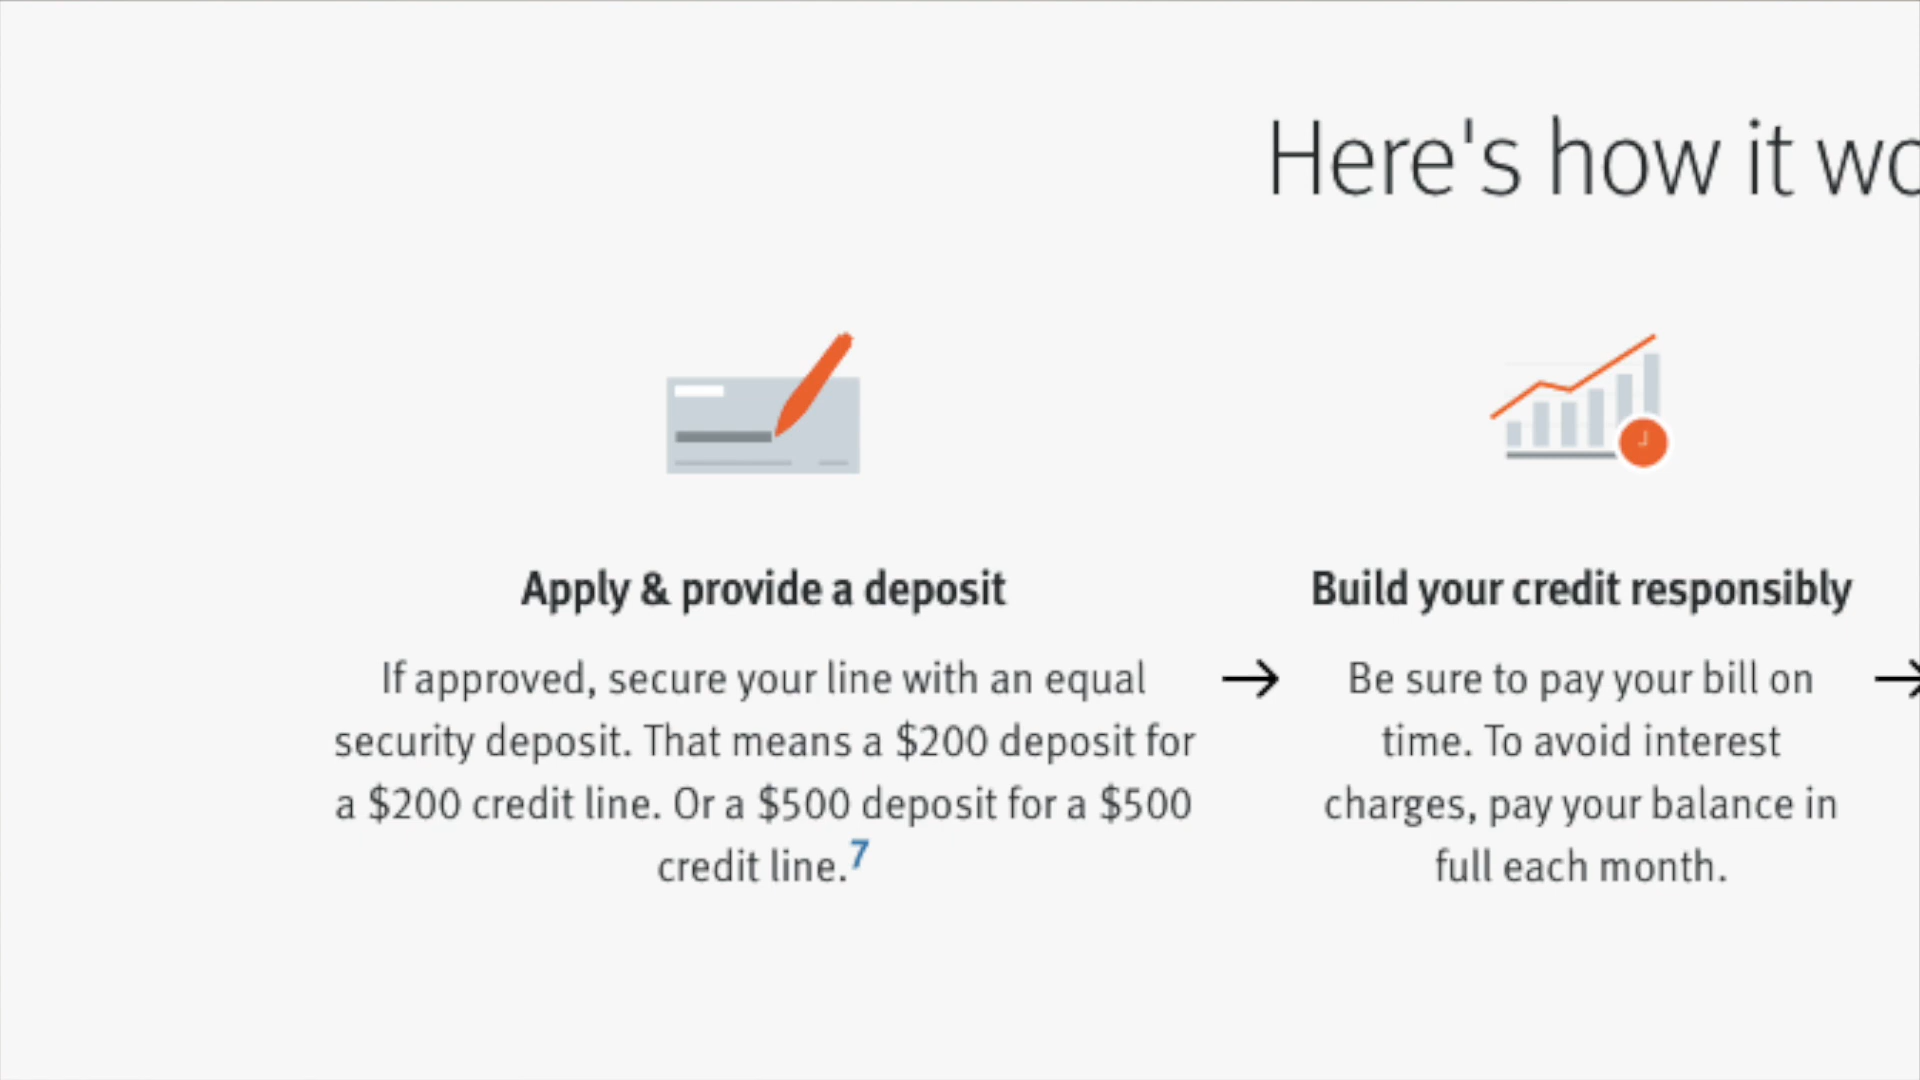 Here's how it wo
Apply & provide a deposit
If approved, secure your line with an equal
security deposit. That means a $200 deposit for
a $200 credit line. Or a $500 deposit for a $500
credit line.7
Build your credit responsibly
Be sure to pay your bill on
time. To avoid interest
charges, pay your balance in
full each month.